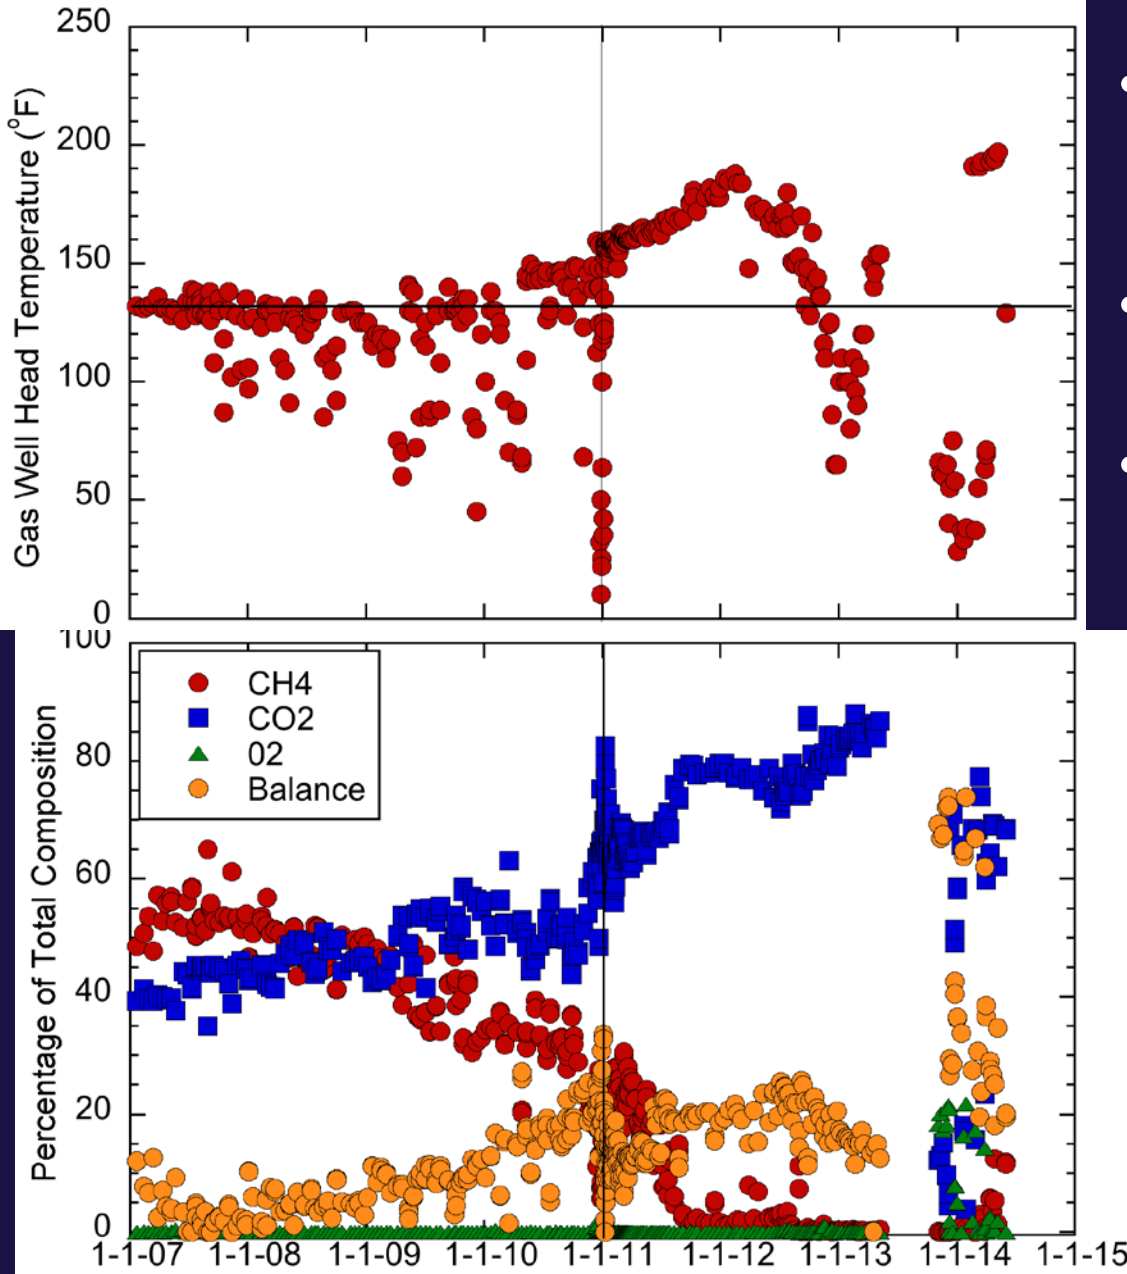 250
200
150
100
50
0
Gas Well Head Temperature (°F)
100
80
60
40
20
0
Percentage of Total Composition
CH4
CO2
02
Balance
1-1-07 1-1-08 1-1-09 1-1-10 1-1-11 1-1-12 1-1-13 1-1-14 1-1-15